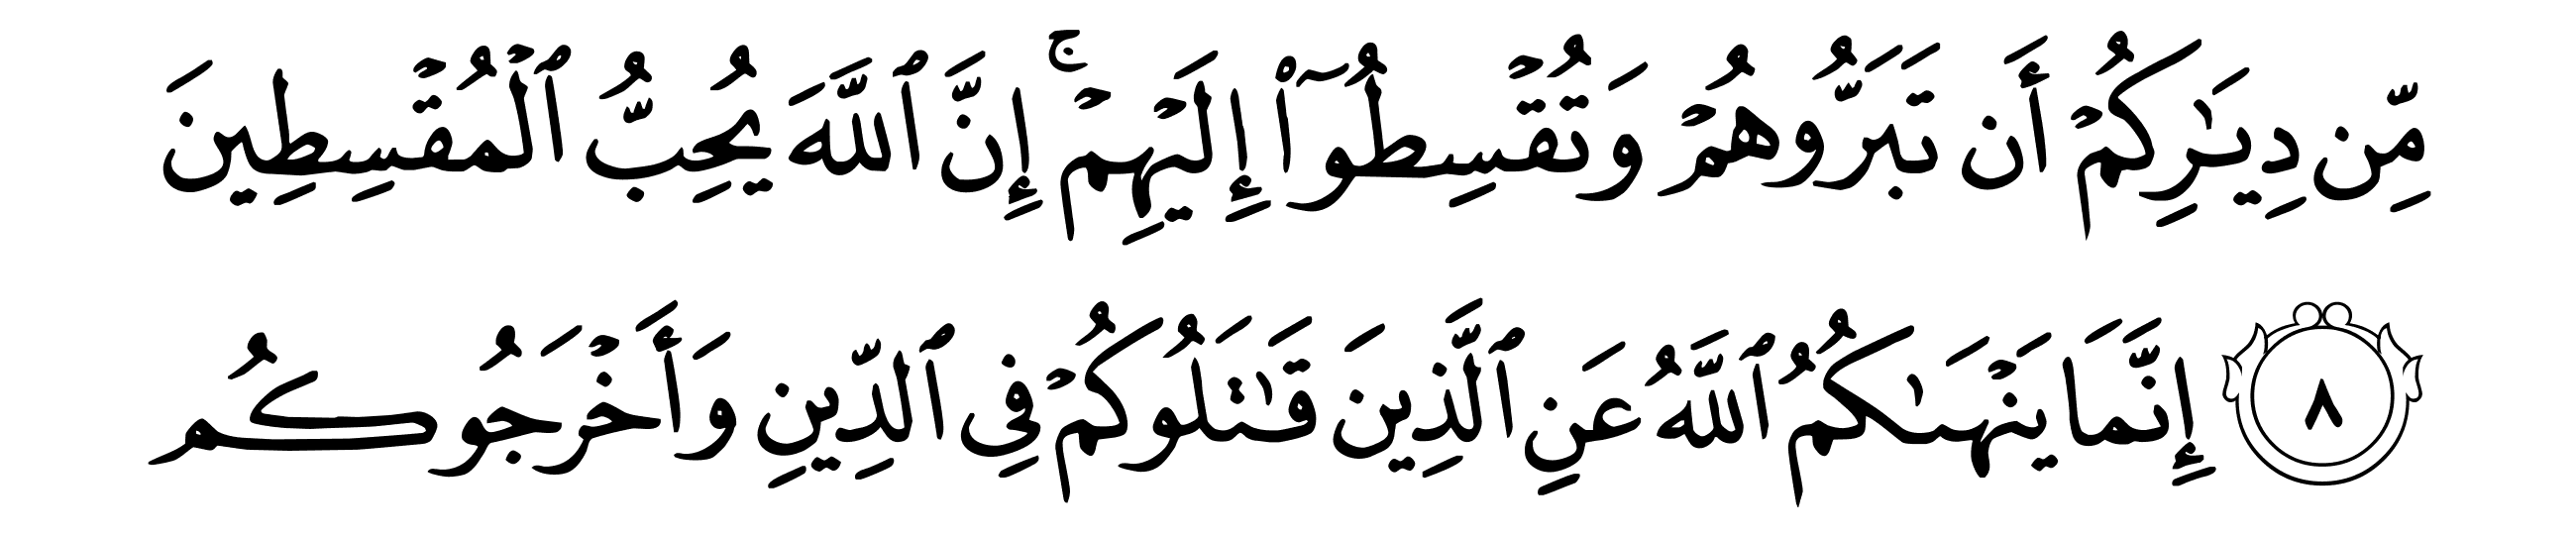 مِّن دِيَـٰرِكُمۡ أَن تَبَرُّوهُمۡ وَتُقۡسِطُوٓاْ إِلَيۡهِمۡۚ إِنَّ ٱللَّهَ يُحِبُّ ٱلۡمُقۡسِطِينَ
٨ إِنَّمَا يَنۡهَىٰكُمُ ٱللَّهُ عَنِ ٱلَّذِينَ قَٰتَلُوكُمۡ فِي ٱلدِّينِ وَأَخۡرَجُوكُم